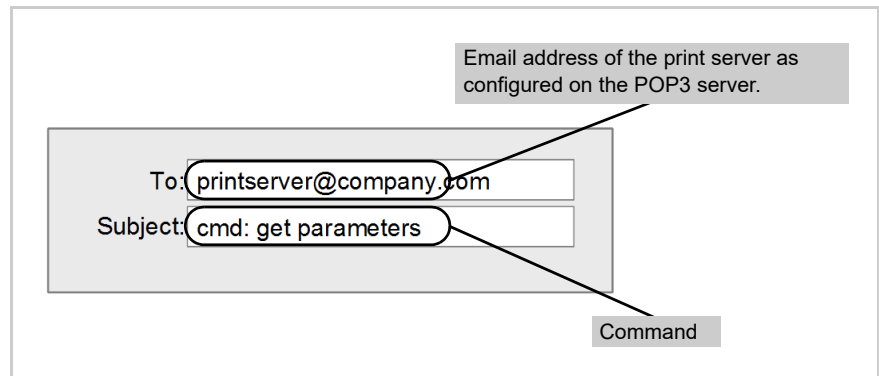 Email address of the print server as
configured on the POP3 server.
To: printserver@company.com
Subject: cmd: get parameters
Command